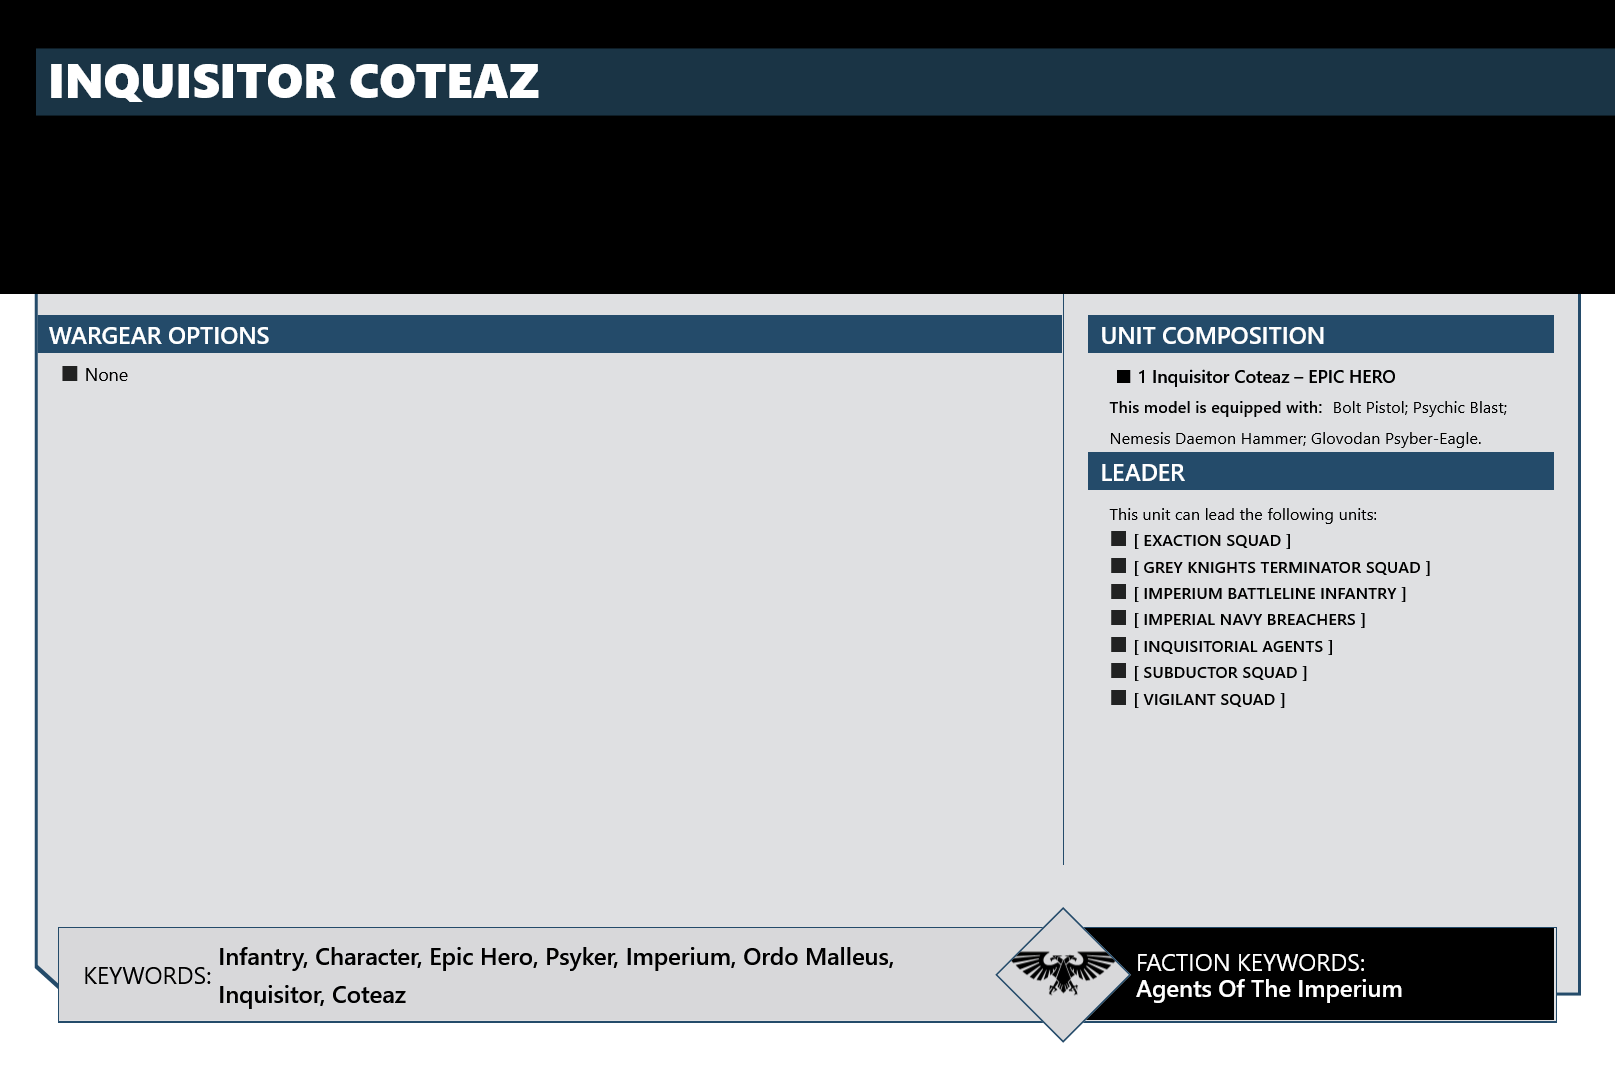 INQUISITOR COTEAZ
WARGEAR OPTIONS
■ None
UNIT COMPOSITION
■ 1 Inquisitor Coteaz – EPIC HERO
This model is equipped with: Bolt Pistol; Psychic Blast;
Nemesis Daemon Hammer; Glovodan Psyber-Eagle.
LEADER
This unit can lead the following units:
■ [ EXACTION SQUAD ]
■ [ GREY KNIGHTS TERMINATOR SQUAD ]
■ [ IMPERIUM BATTLELINE INFANTRY ]
■ [ IMPERIAL NAVY BREACHERS ]
■ [ INQUISITORIAL AGENTS ]
■ [ SUBDUCTOR SQUAD ]
■ [ VIGILANT SQUAD ]
KEYWORDS: Infantry, Character, Epic Hero, Psyker, Imperium, Ordo Malleus,
Inquisitor, Coteaz
FACTION KEYWORDS:
Agents Of The Imperium